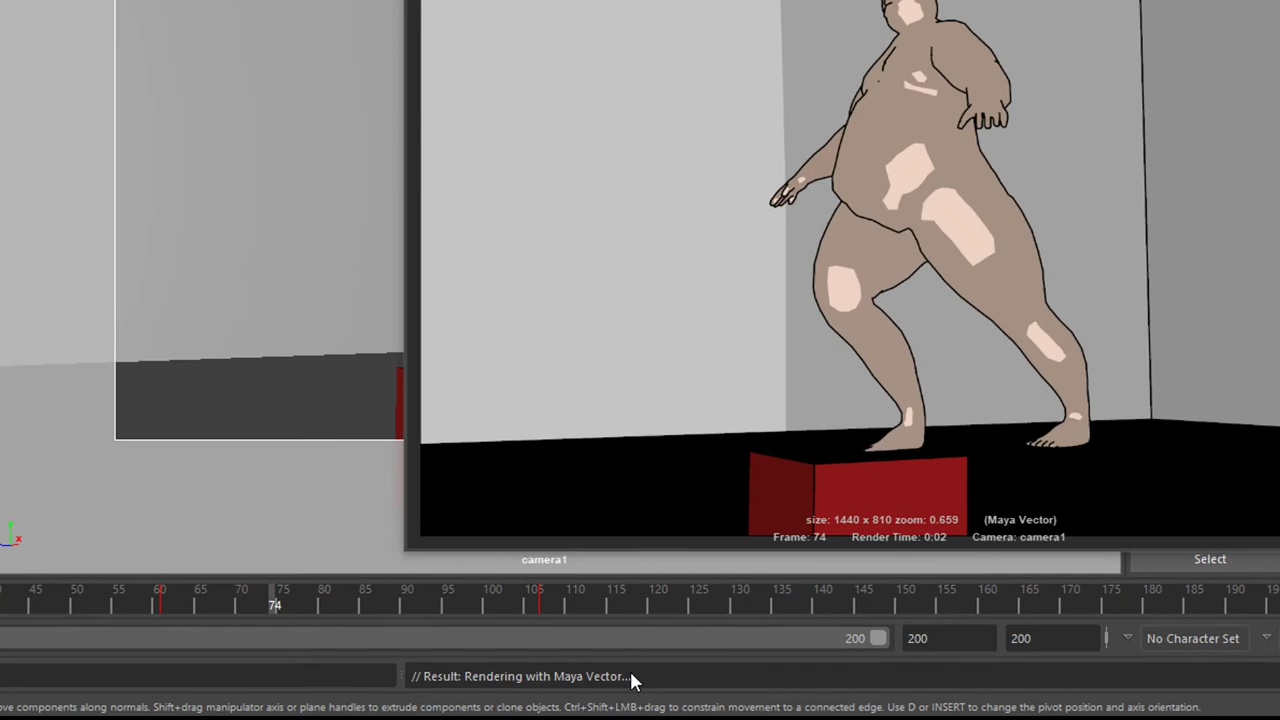 size: 1440 x 810 zoom: 0.659 (Maya Vector)
Frame: 74 Render Time: 0:02 Camera: camera1
camera1 Select
45 50 55 60 65 70 75 80 85 90 95 100 105 110 115 120 125 130 135 140 145 150 155 160 165 170 175 180 185 190
74
200 200 200 No Character Set
// Result: Rendering with Maya Vector...
components along normals. Shift+drag manipulator axis or plane handles to extrude components or clone objects. Ctrl+Shift+LMB+drag to constrain movement to a connected edge. Use D or INSERT to change the pivot position and axis orientation.
x